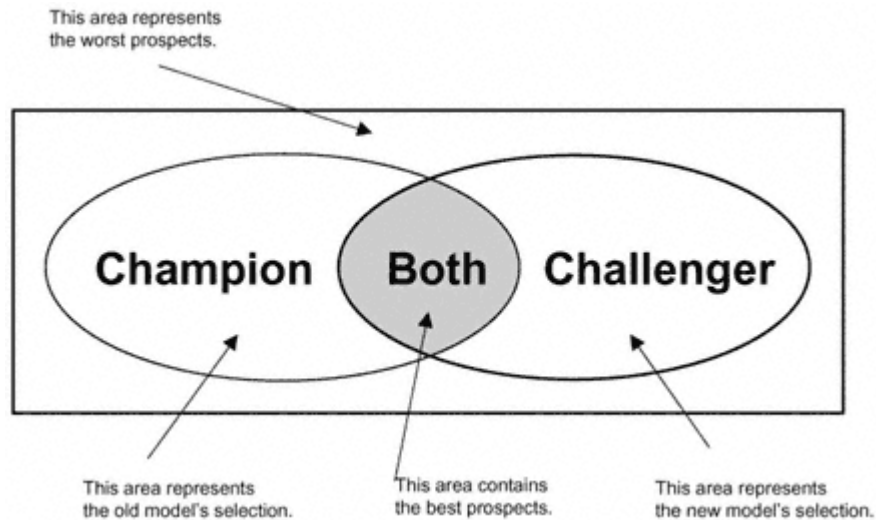 This area represents
the worst prospects.
Champion
Both
Challenger
This area represents
the old model's selection.
This area contains
the best prospects.
This area represents
the new model's selection.